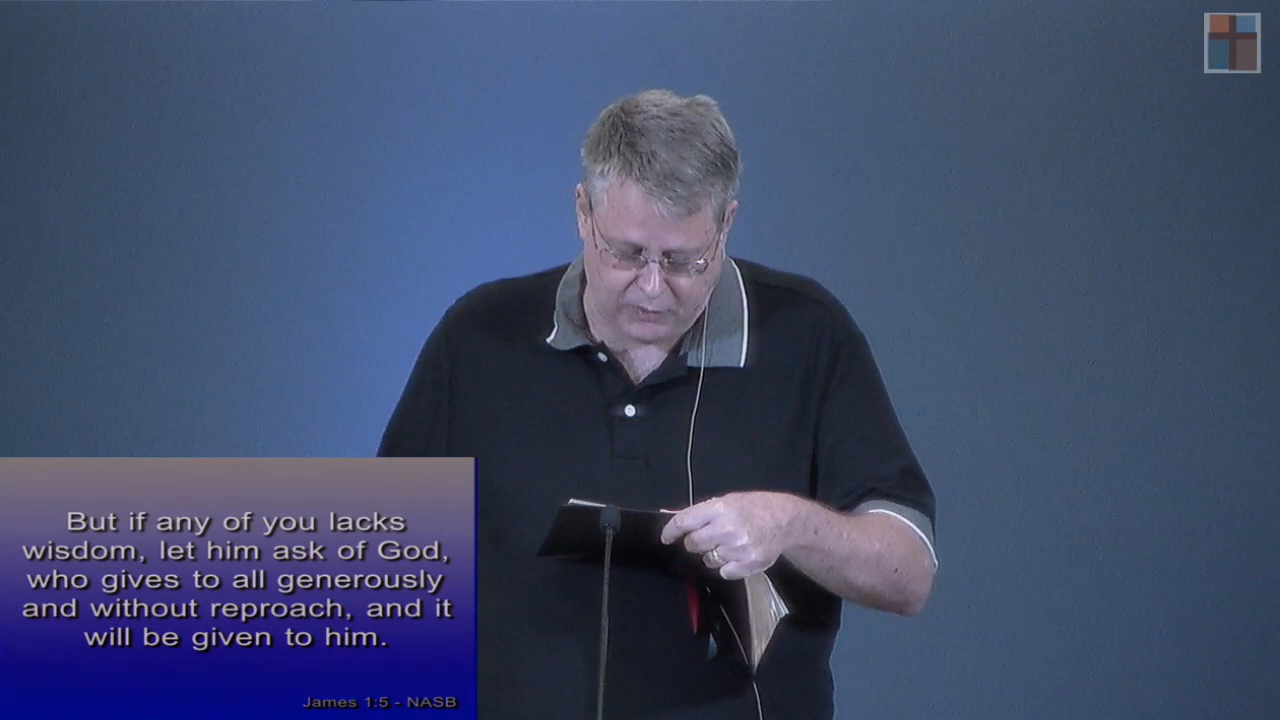 But if any of you lacks
wisdom, let him ask of God,
who gives to all generously
and without reproach, and it
will be given to him.
James 1:5 - NASB